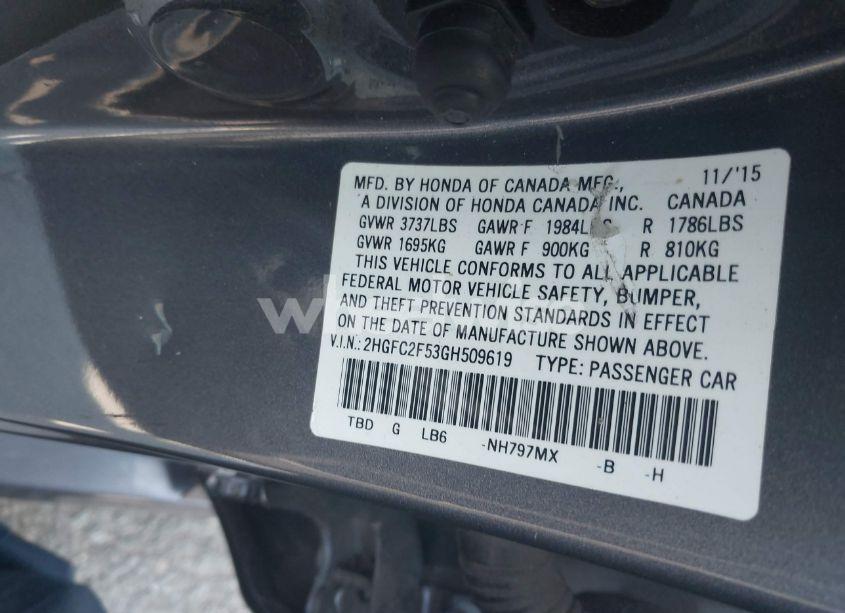 MFD. BY HONDA OF CANADA MFG., 11/'15
A DIVISION OF HONDA CANADA INC. CANADA
GVWR 3737LBS GAWR F 1984LBS R 1786LBS
GVWR 1695KG GAWR F 900KG R 810KG
THIS VEHICLE CONFORMS TO ALL APPLICABLE
FEDERAL MOTOR VEHICLE SAFETY, BUMPER,
AND THEFT PREVENTION STANDARDS IN EFFECT
ON THE DATE OF MANUFACTURE SHOWN ABOVE.
V.I.N.: 2HGFC2F53GH509619 TYPE: PASSENGER CAR
TBD G LB6 -NH797MX -B -H